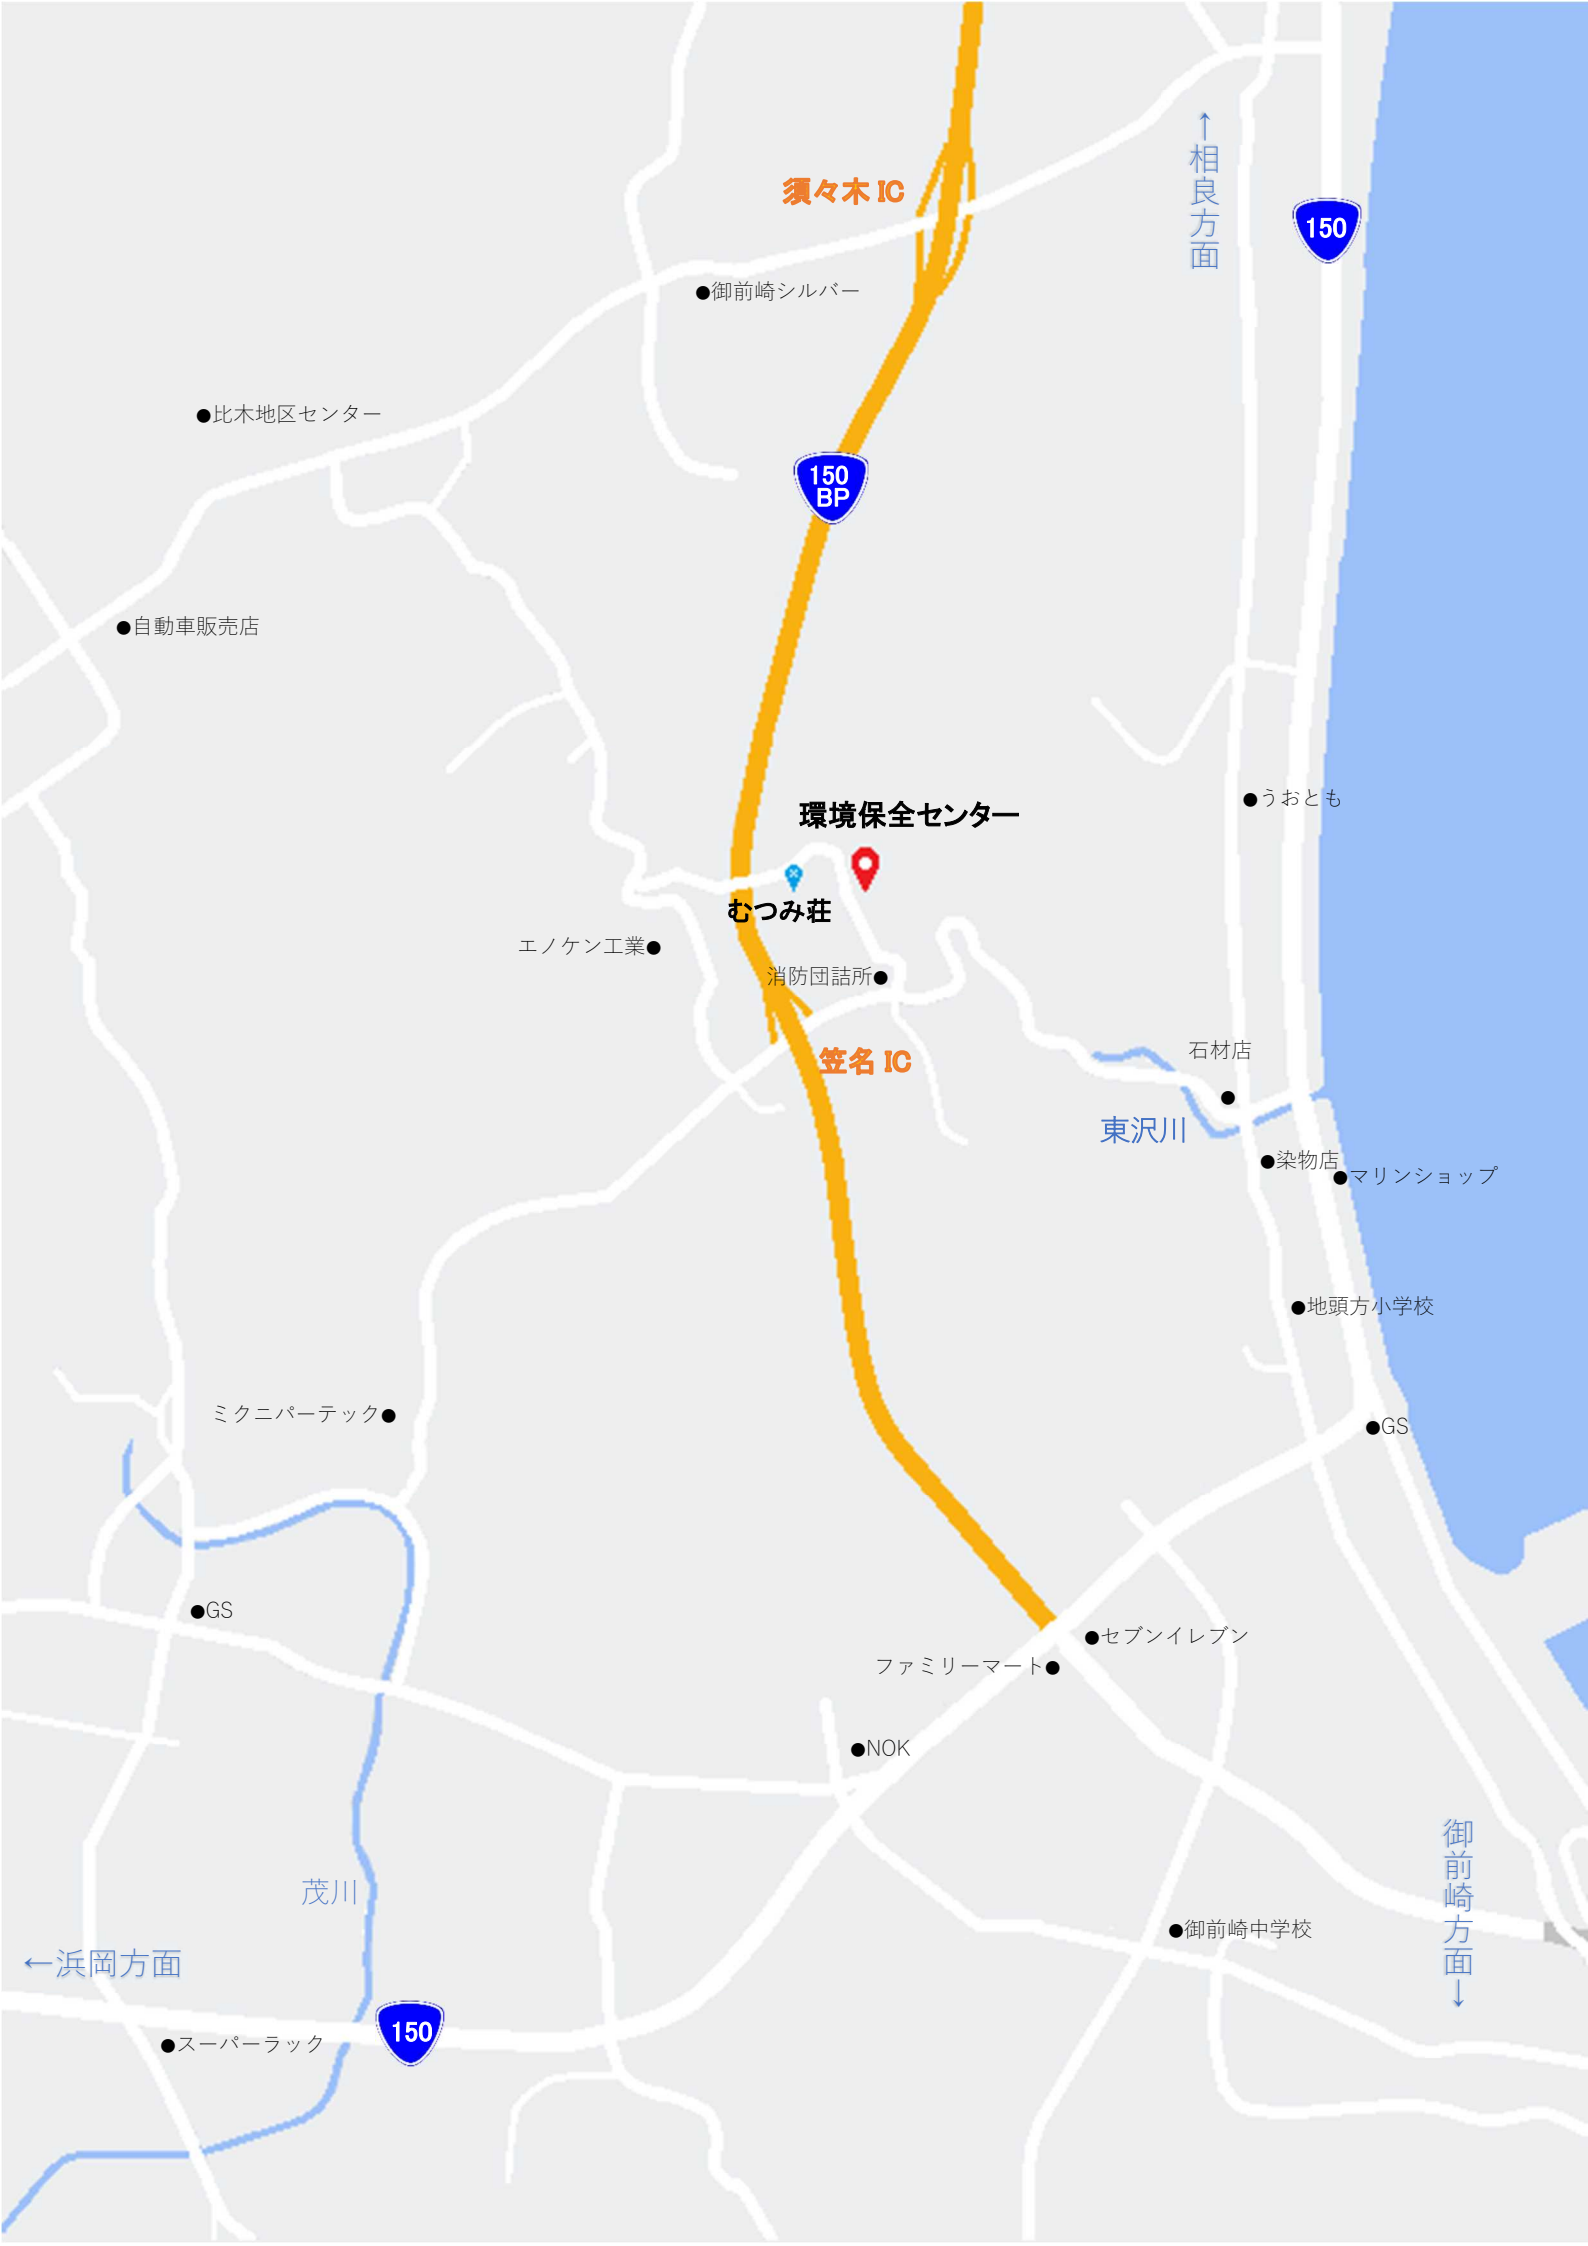 ↑相良方面
須々木 IC
150
●御前崎シルバー
●比木地区センター
150
BP
●自動車販売店
●うおとも
環境保全センター
むつみ荘
エノケン工業●
消防団詰所●
石材店
●
笠名 IC
東沢川
●染物店
●マリンショップ
●地頭方小学校
ミクニパーテック●
●GS
●GS
●セブンイレブン
ファミリーマート●
●NOK
御前崎方面↓
茂川
●御前崎中学校
←浜岡方面
150
●スーパーラック